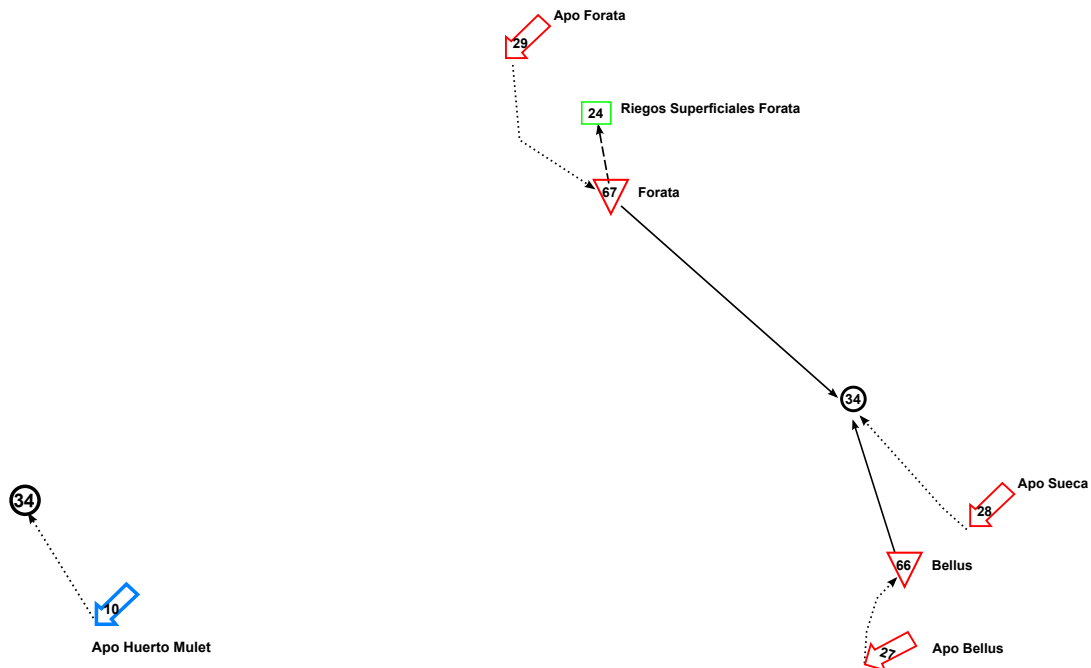 Apo Forata
29
24
Riegos Superficiales Forata
67
Forata
34
Apo Sueca
28
34
66
Bellus
10
Apo Huerto Mulet
27
Apo Bellus